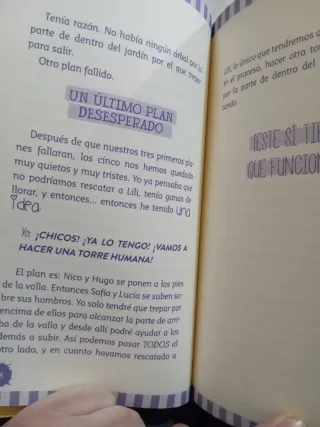 Tenía razón. No había ningún árbol por la
parte de dentro del jardín por el que trepar
para salir.
Otro plan fallido.
UN ÚLTIMO PLAN
DESESPERADO
Después de que nuestros tres primeros pla-
nes fallaran, los cinco nos hemos quedado
muy quietos y muy tristes. Yo ya pensaba que
no podríamos rescatar a Lili, tenía ganas de
llorar, y entonces... entonces he tenido una
idea
Yo: ¡CHICOS! ¡YA LO TENGO! ¡VAMOS A
HACER UNA TORRE HUMANA!
El plan es: Nico y Hugo se ponen a los pies
de la valla. Entonces Sofía y Lucía se suben so-
bre sus hombros. Yo solo tendré que trepar por
encima de ellos para alcanzar la parte de arri-
ba de la valla y desde allí podré ayudar a los
demás a subir. Así podemos pasar TODOS al
otro lado, y en cuanto hayamos rescatado a
Lili, lo único que tendremos
en el proceso, hacer otra tor
por la parte de dentro del
¡ESTE SÍ TIE
QUE FUNCION